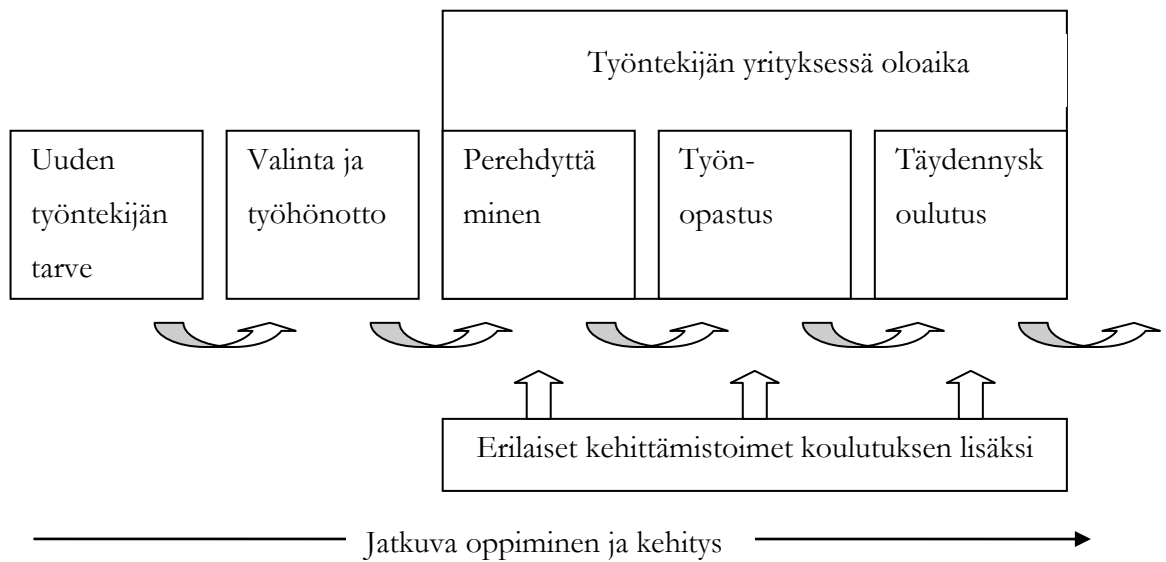 Työntekijän yrityksessä oloaika
Uuden
työntekijän
tarve
Valinta ja
työhönotto
Perehdyttä
minen
Työn-
opastus
Täydennysk
oulutus
Erilaiset kehittämistoimet koulutuksen lisäksi
Jatkuva oppiminen ja kehitys